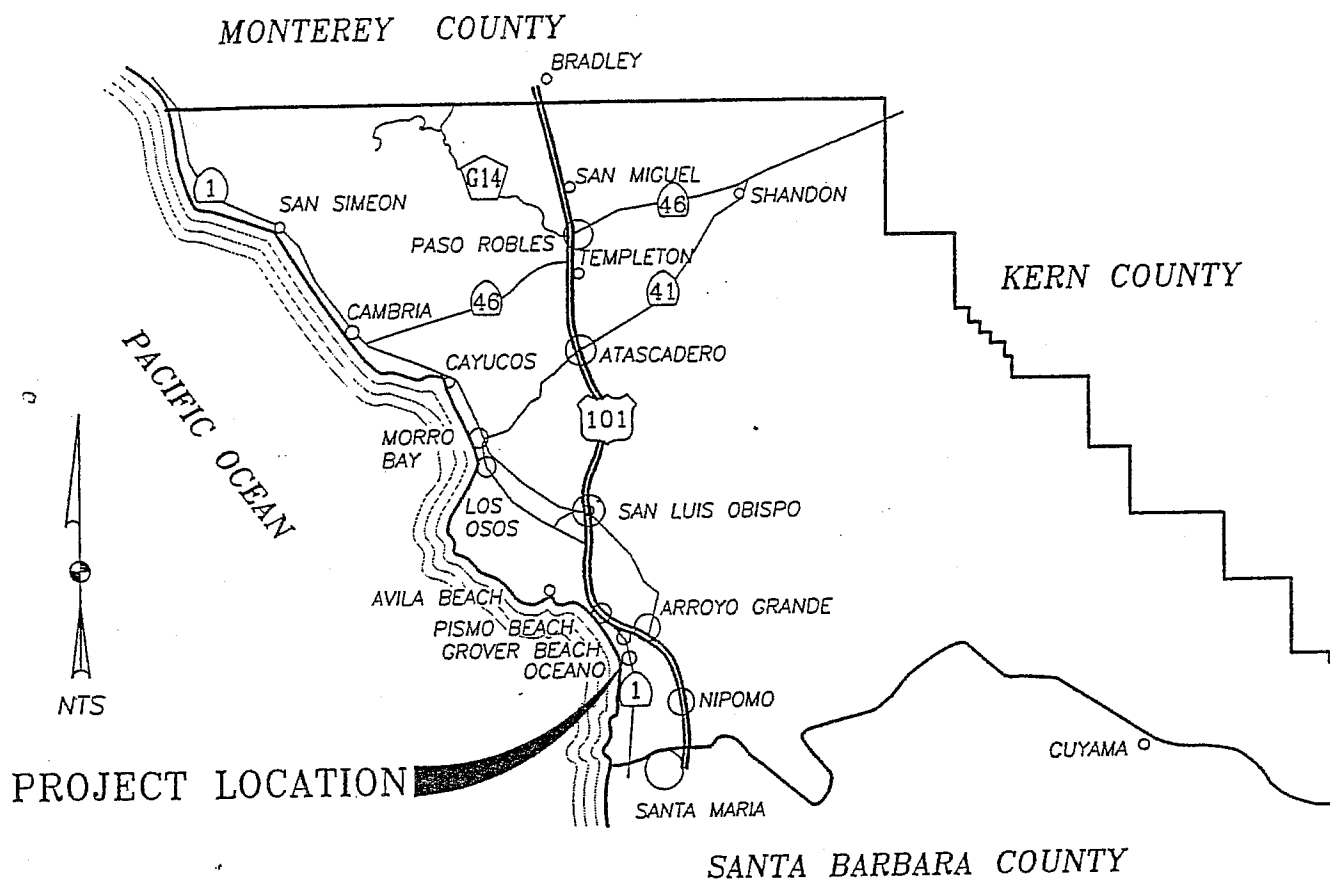 MONTEREY COUNTY
BRADLEY
1
SAN SIMEON
G14
SAN MIGUEL
46
SHANDON
PASO ROBLES
TEMPLETON
41
KERN COUNTY
CAMBRIA
46
PACIFIC OCEAN
CAYUCOS
ATASCADERO
101
MORRO
BAY
LOS
OSOS
SAN LUIS OBISPO
AVILA BEACH
ARROYO GRANDE
PISMO BEACH
GROVER BEACH
OCEANO
1
NIPOMO
NTS
CUYAMA
PROJECT LOCATION
SANTA MARIA
SANTA BARBARA COUNTY